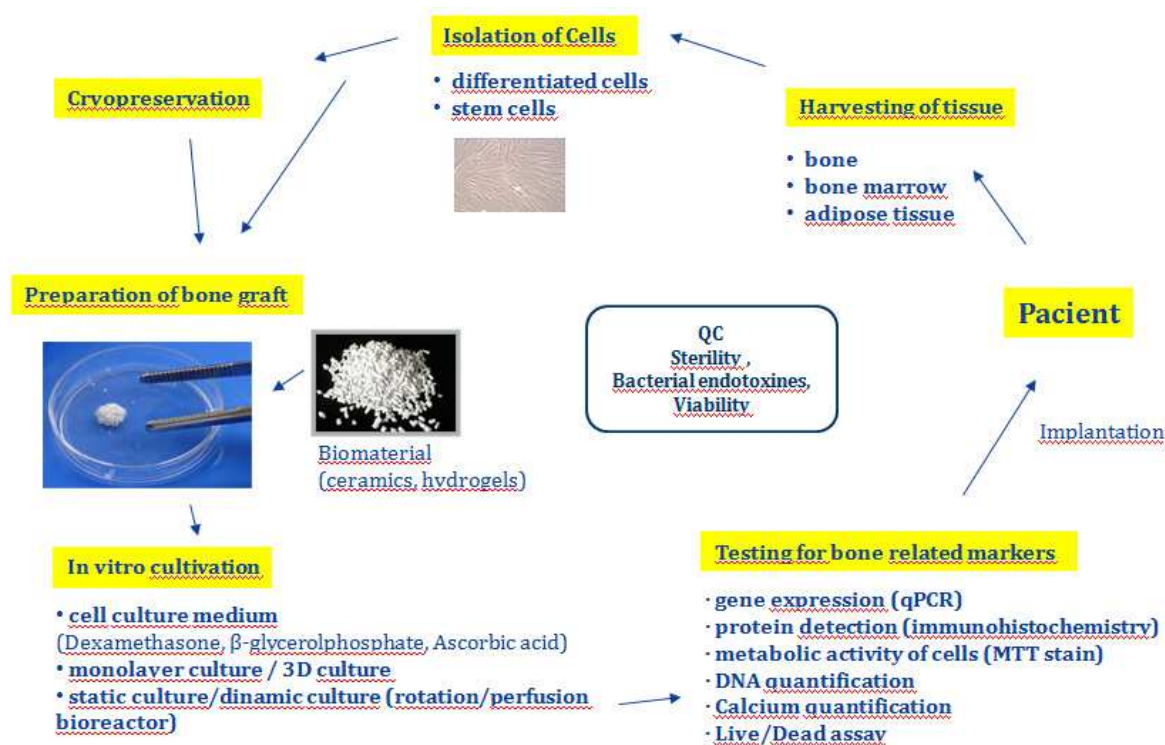 Isolation of Cells
• differentiated cells
• stem cells
Cryopreservation
Harvesting of tissue
• bone
• bone marrow
• adipose tissue
Preparation of bone graft
Biomaterial
(ceramics, hydrogels)
QC
Sterility ,
Bacterial endotoxines,
Viability
Pacient
Implantation
In vitro cultivation
• cell culture medium
(Dexamethasone, β-glycerolphosphate, Ascorbic acid)
• monolayer culture / 3D culture
• static culture/dinamic culture (rotation/perfusion
bioreactor)
Testing for bone related markers
· gene expression (qPCR)
· protein detection (immunohistochemistry)
· metabolic activity of cells (MTT stain)
· DNA quantification
· Calcium quantification
· Live/Dead assay